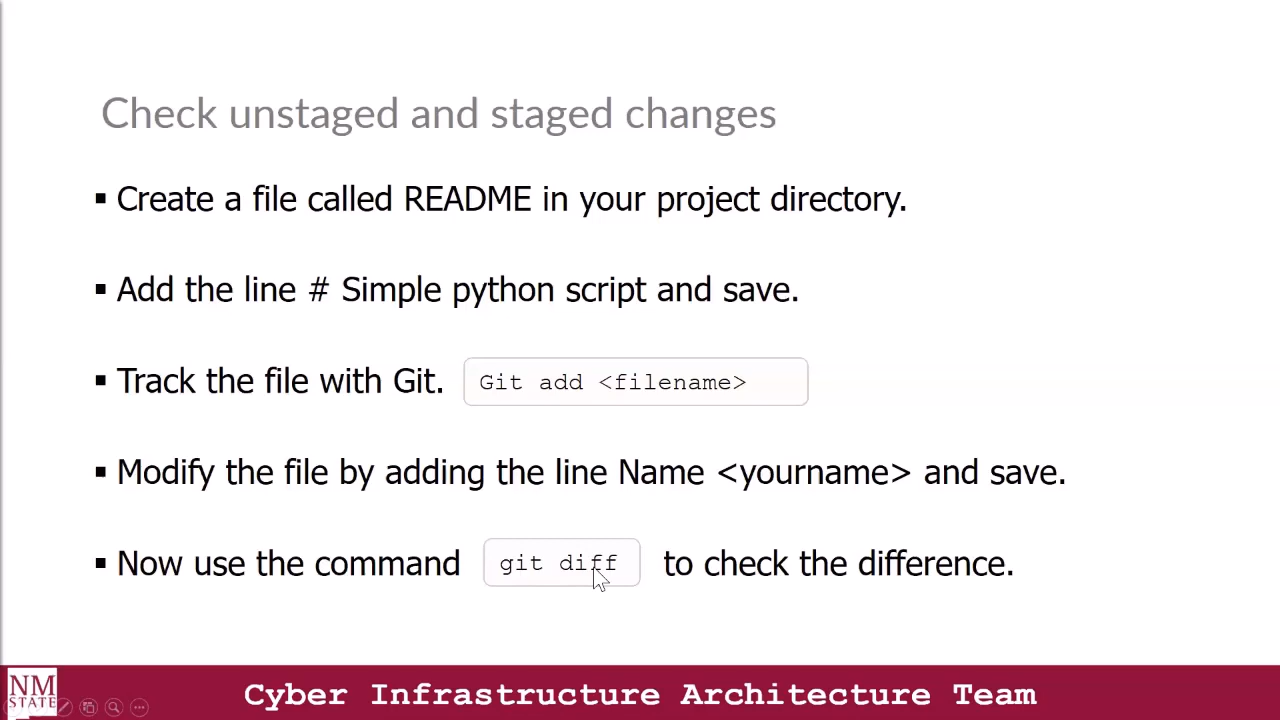 Check unstaged and staged changes
▪ Create a file called README in your project directory.
▪ Add the line # Simple python script and save.
▪ Track the file with Git. Git add <filename>
▪ Modify the file by adding the line Name <yourname> and save.
▪ Now use the command git diff to check the difference.
NM
STATE
Cyber Infrastructure Architecture Team